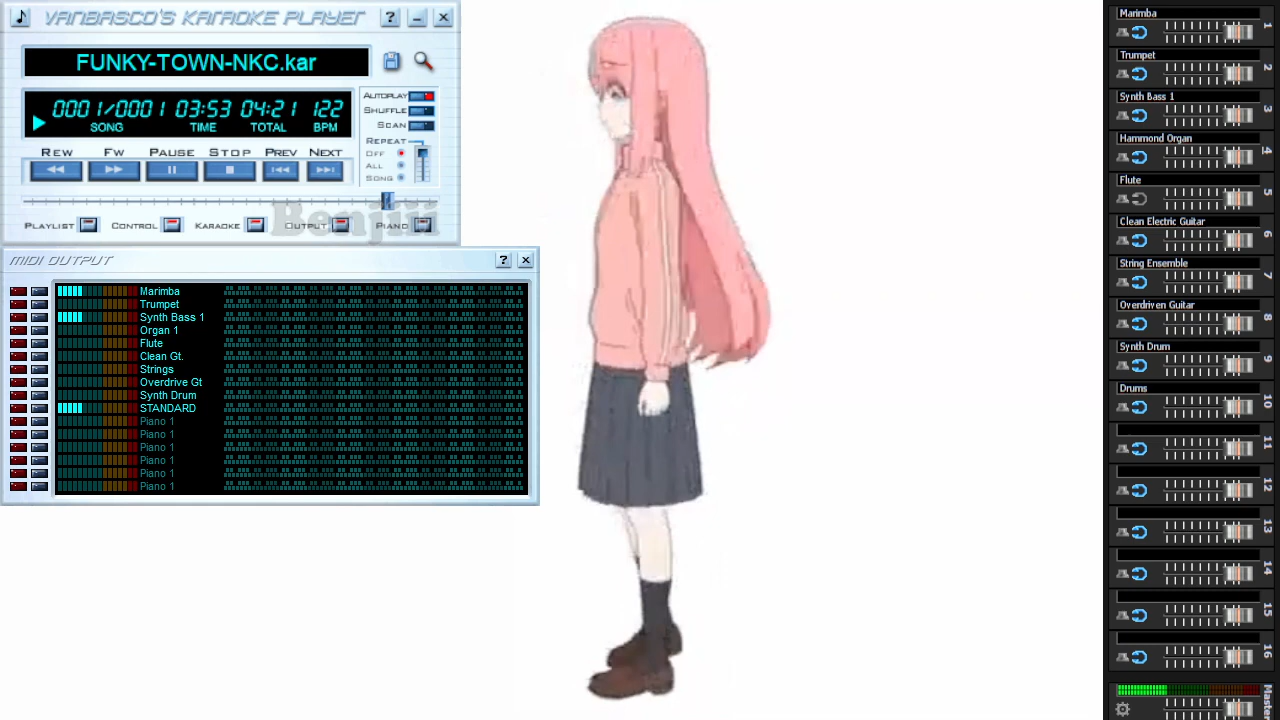 VANBASCO'S KARAOKE PLAYER
FUNKY-TOWN-NKC.kar
0001/0001 03:53 04:21 122
SONG TIME TOTAL BPM
AUTOPLAY
SHUFFLE
SCAN
REPEAT
OFF
ALL
SONG
REW FW PAUSE STOP PREV NEXT
PLAYLIST CONTROL KARAOKE OUTPUT PIANO
Benjiii
MIDI OUTPUT
Marimba
Trumpet
Synth Bass 1
Organ 1
Flute
Clean Gt.
Strings
Overdrive Gt
Synth Drum
STANDARD
Piano 1
Piano 1
Piano 1
Piano 1
Piano 1
Piano 1
Marimba 1
Trumpet 2
Synth Bass 1 3
Hammond Organ 4
Flute 5
Clean Electric Guitar 6
String Ensemble 7
Overdriven Guitar 8
Synth Drum 9
Drums 10
11
12
13
14
15
16